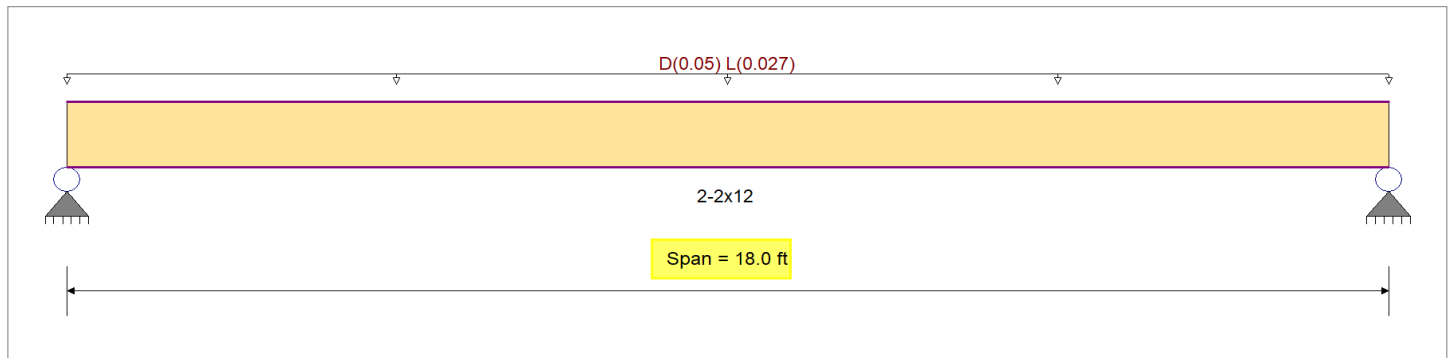 D(0.05) L(0.027)
2-2x12
Span = 18.0 ft